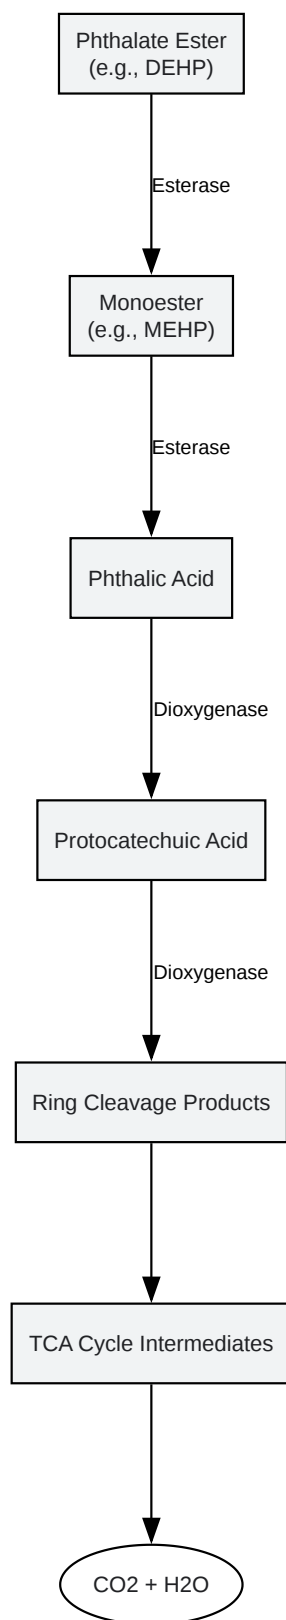 Phthalate Ester
(e.g., DEHP)
Esterase
Monoester
(e.g., MEHP)
Esterase
Phthalic Acid
Dioxygenase
Protocatechuic Acid
Dioxygenase
Ring Cleavage Products
TCA Cycle Intermediates
CO2 + H2O